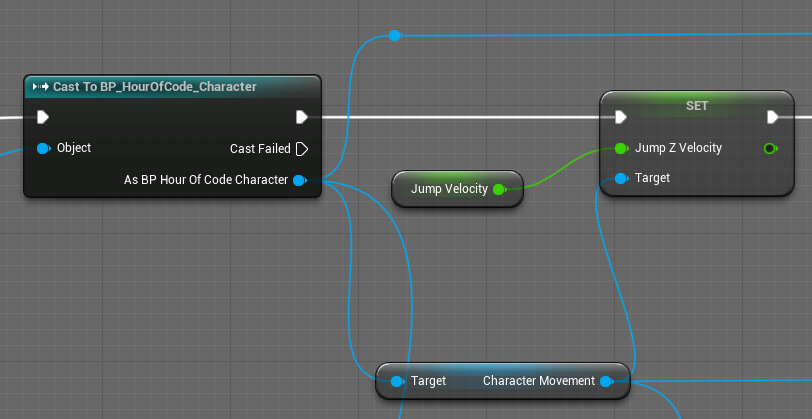 Cast To BP_HourOfCode_Character
SET
Object
Cast Failed
Jump Z Velocity
As BP Hour Of Code Character
Jump Velocity
Target
Target
Character Movement